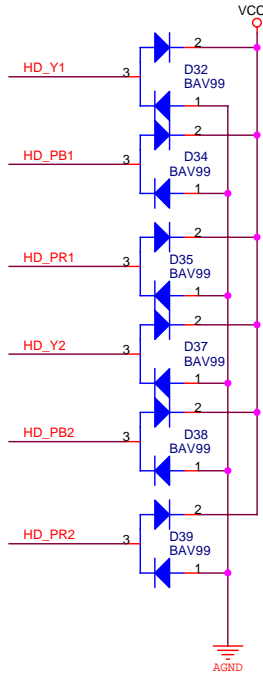 VCC
2
HD_Y1
3
D32
BAV99
1
2
HD_PB1
3
D34
BAV99
1
2
HD_PR1
3
D35
BAV99
1
2
HD_Y2
3
D37
BAV99
1
2
HD_PB2
3
D38
BAV99
1
2
HD_PR2
3
D39
BAV99
1
AGND